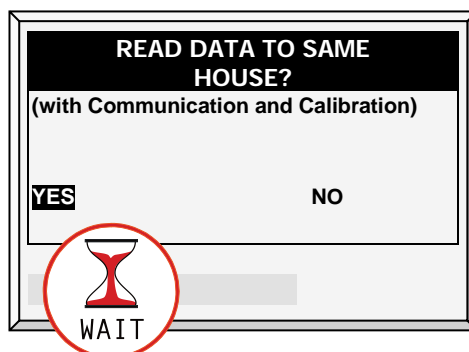 READ DATA TO SAME
HOUSE?
(with Communication and Calibration)
YES NO
WAIT